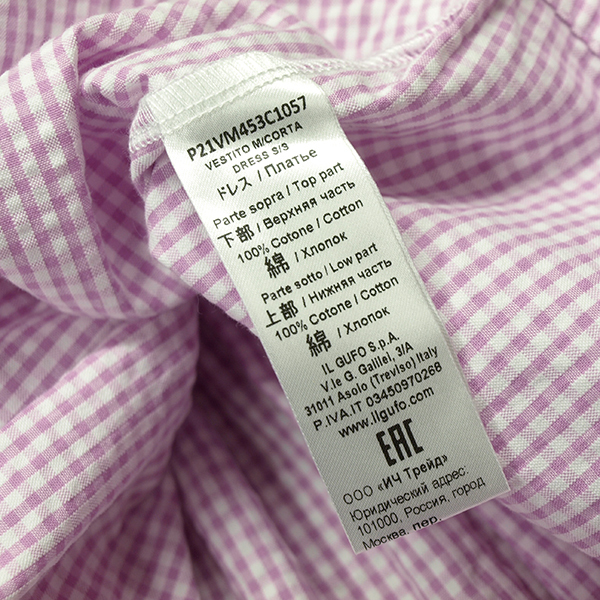 P21VM453C1057
VESTITO M/CORTA
DRESS S/S
ドレス / Платье
Parte sopra / Top part
下部 / Верхняя часть
100% Cotone / Cotton
綿 / Хлопок
Parte sotto / Low part
上部 / Нижняя часть
100% Cotone / Cotton
綿 / Хлопок
IL GUFO S.p.A.
V.le G. Galilei, 3/A
31011 Asolo (Treviso) Italy
P.IVA.IT 03450970268
www.ilgufo.com
EAC
ООО «ИЧ Трейд»
Юридический адрес:
101000, Россия, город
Москва, пер.